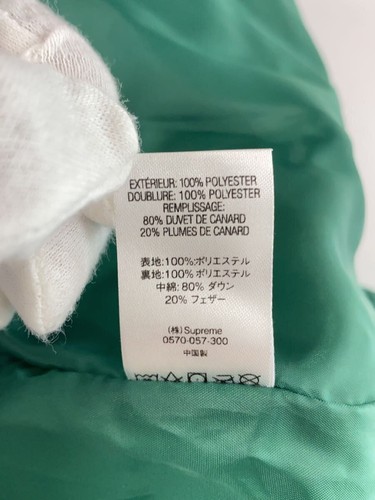 EXTÉRIEUR: 100% POLYESTER
DOUBLURE: 100% POLYESTER
REMPLISSAGE:
80% DUVET DE CANARD
20% PLUMES DE CANARD
表地:100%ポリエステル
裏地:100%ポリエステル
中綿: 80% ダウン
20% フェザー
(株) Supreme
0570-057-300
中国製